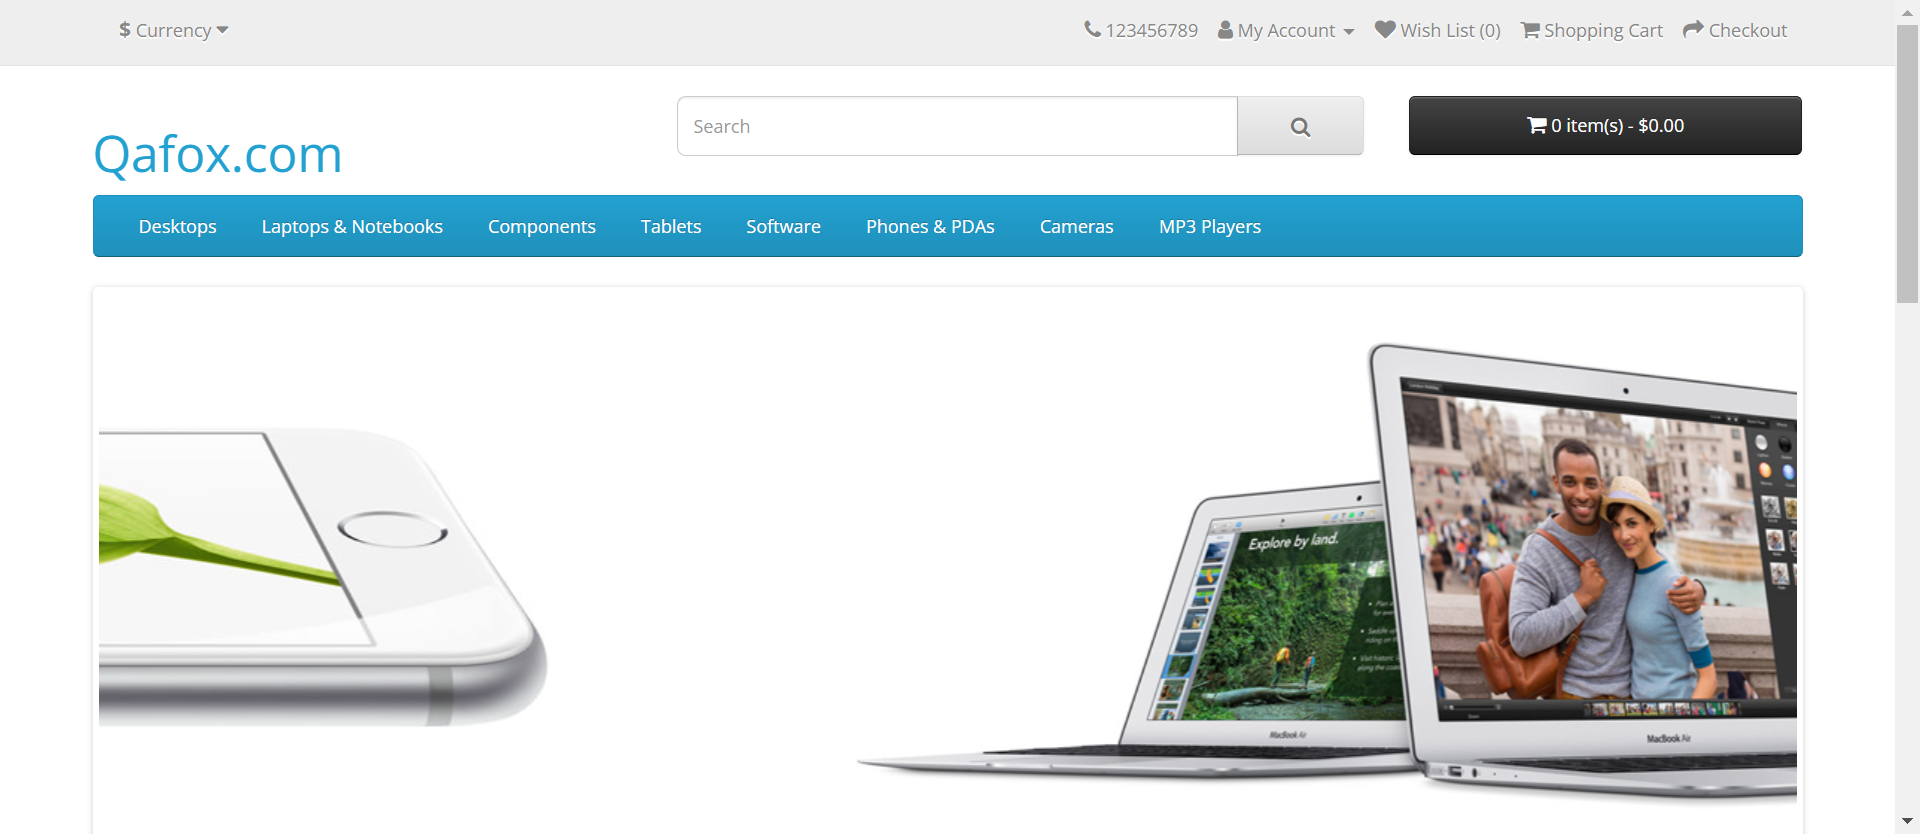 $ Currency
123456789 My Account Wish List (0) Shopping Cart Checkout
Search
0 item(s) - $0.00
Qafox.com
Desktops Laptops & Notebooks Components Tablets Software Phones & PDAs Cameras MP3 Players
Explore by land.
MacBook Air
MacBook Air